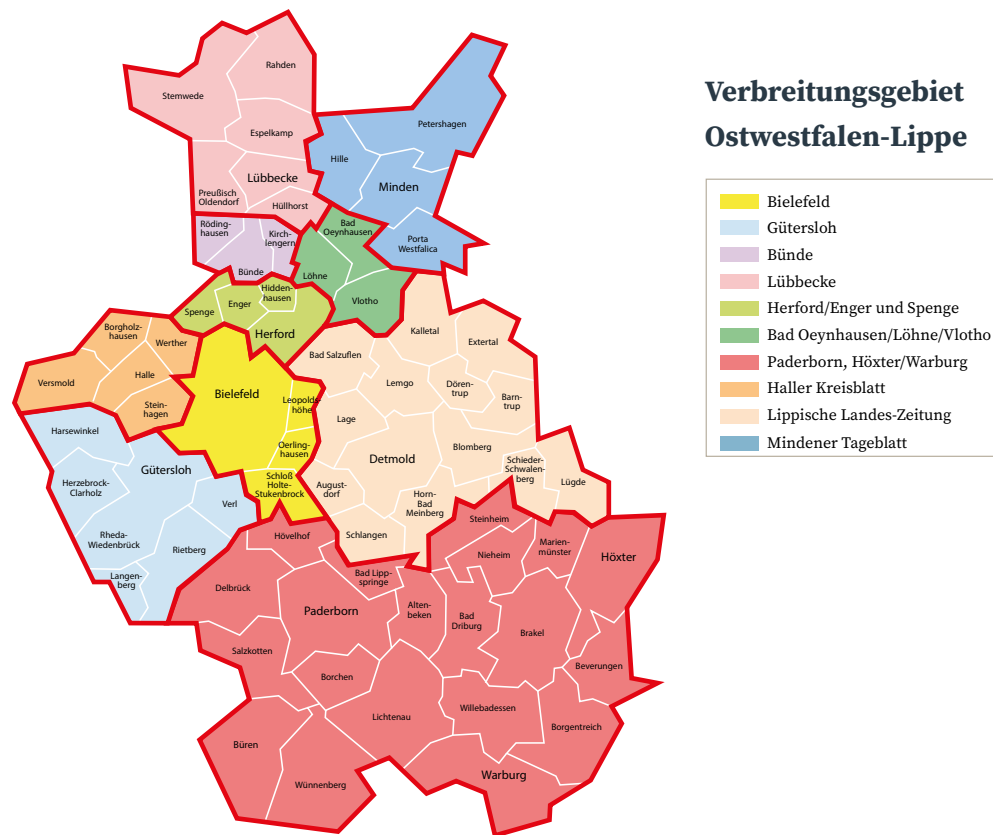 Verbreitungsgebiet
Ostwestfalen-Lippe
Bielefeld
Gütersloh
Bünde
Lübbecke
Herford/Enger und Spenge
Bad Oeynhausen/Löhne/Vlotho
Paderborn, Höxter/Warburg
Haller Kreisblatt
Lippische Landes-Zeitung
Mindener Tageblatt
Rahden
Stemwede
Espelkamp
Petershagen
Hille
Lübbecke
Minden
Preußisch
Oldendorf
Hüllhorst
Röding-
hausen
Kirch-
lengern
Bad
Oeynhausen
Porta
Westfalica
Bünde
Löhne
Vlotho
Hidden-
hausen
Enger
Spenge
Herford
Borgholz-
hausen
Werther
Versmold
Halle
Stein-
hagen
Bielefeld
Leopolds-
höhe
Oerling-
hausen
Schloß
Holte-
Stukenbrock
Kalletal
Extertal
Bad Salzuflen
Lemgo
Dören-
trup
Barn-
trup
Lage
Detmold
Blomberg
Schieder-
Schwalen-
berg
Lügde
August-
dorf
Horn-
Bad
Meinberg
Schlangen
Harsewinkel
Gütersloh
Herzebrock-
Clarholz
Verl
Rheda-
Wiedenbrück
Rietberg
Langen-
berg
Steinheim
Hövelhof
Nieheim
Marien-
münster
Höxter
Bad Lipp-
springe
Delbrück
Paderborn
Alten-
beken
Bad
Driburg
Brakel
Salzkotten
Beverungen
Borchen
Lichtenau
Willebadessen
Borgentreich
Büren
Wünnenberg
Warburg